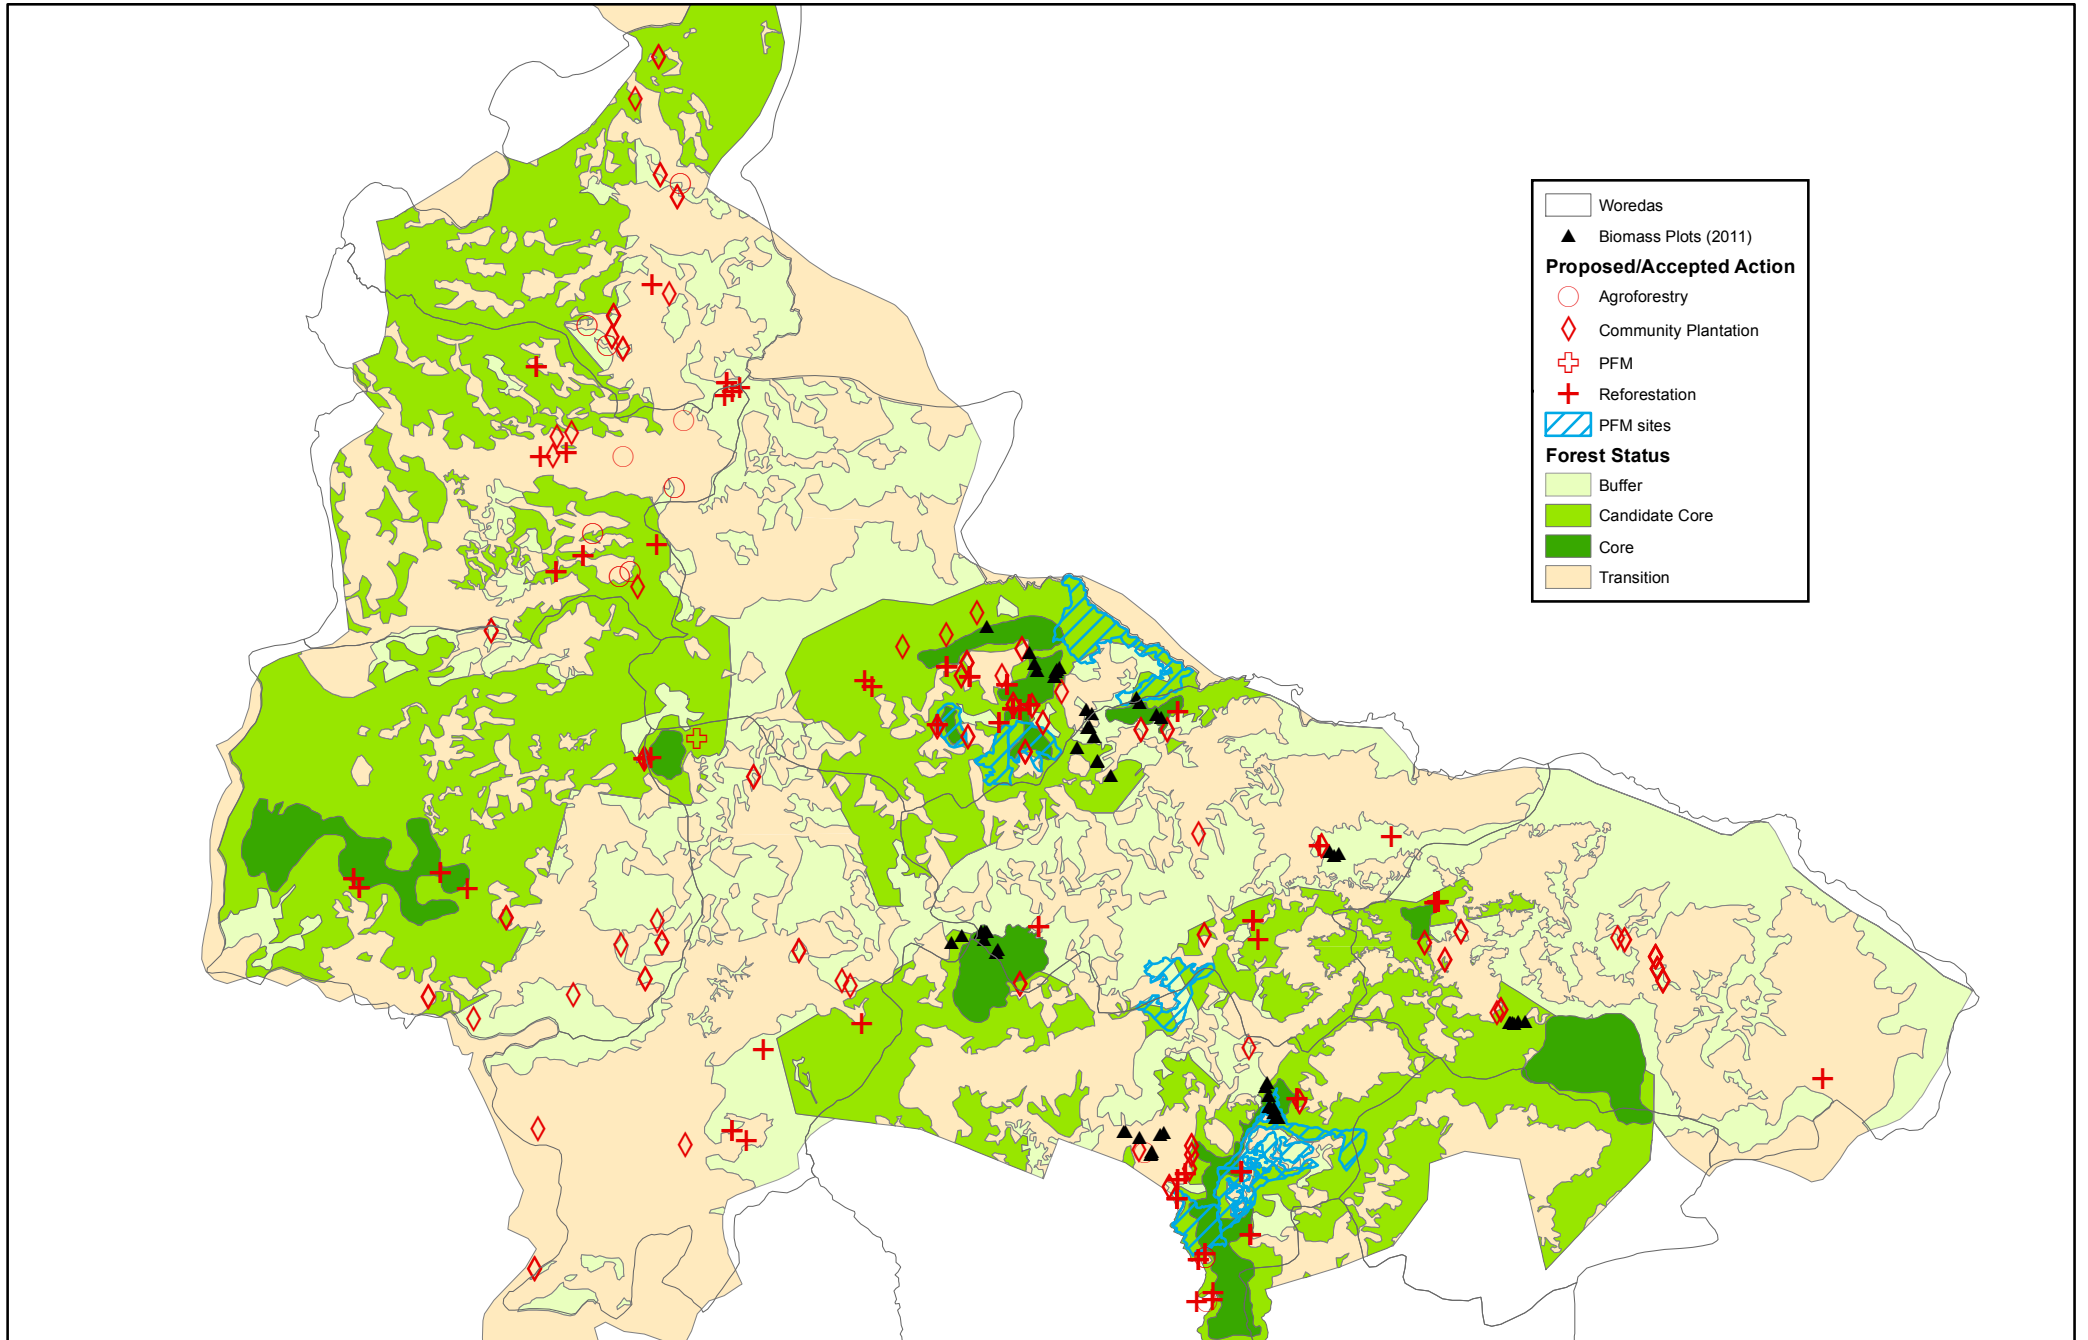 Woredas
Biomass Plots (2011)
Proposed/Accepted Action
Agroforestry
Community Plantation
PFM
Reforestation
PFM sites
Forest Status
Buffer
Candidate Core
Core
Transition